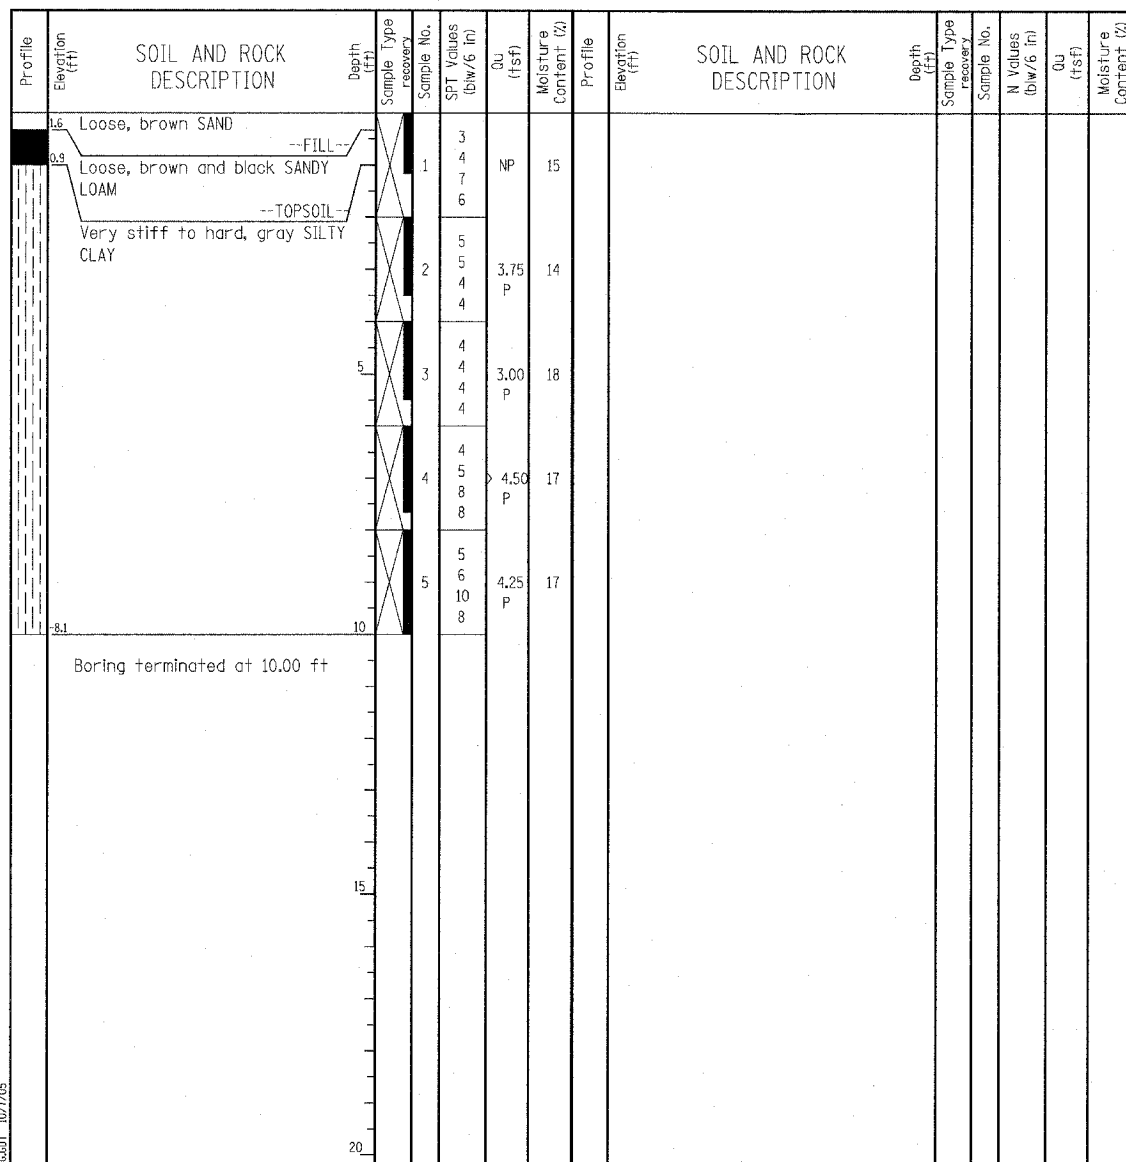 Profile
Elevation
(ft)
SOIL AND ROCK
DESCRIPTION
Depth
(ft)
Sample Type
recovery
Sample No.
SPT Values
(blw/6 in)
Qu
(tsf)
Moisture
Content (%)
Profile
Elevation
(ft)
SOIL AND ROCK
DESCRIPTION
Depth
(ft)
Sample Type
recovery
Sample No.
N Values
(blw/6 in)
Qu
(tsf)
Moisture
Content (%)
1.6 Loose, brown SAND
--FILL--
0.9 Loose, brown and black SANDY
LOAM
--TOPSOIL--
Very stiff to hard, gray SILTY
CLAY
1
3
4
7
6
NP
15
2
5
5
4
4
3.75
P
14
5
3
4
4
4
4
3.00
P
18
4
4
5
8
8
> 4.50
P
17
5
5
6
10
8
4.25
P
17
-8.1
10
Boring terminated at 10.00 ft
15
20
10/7/05